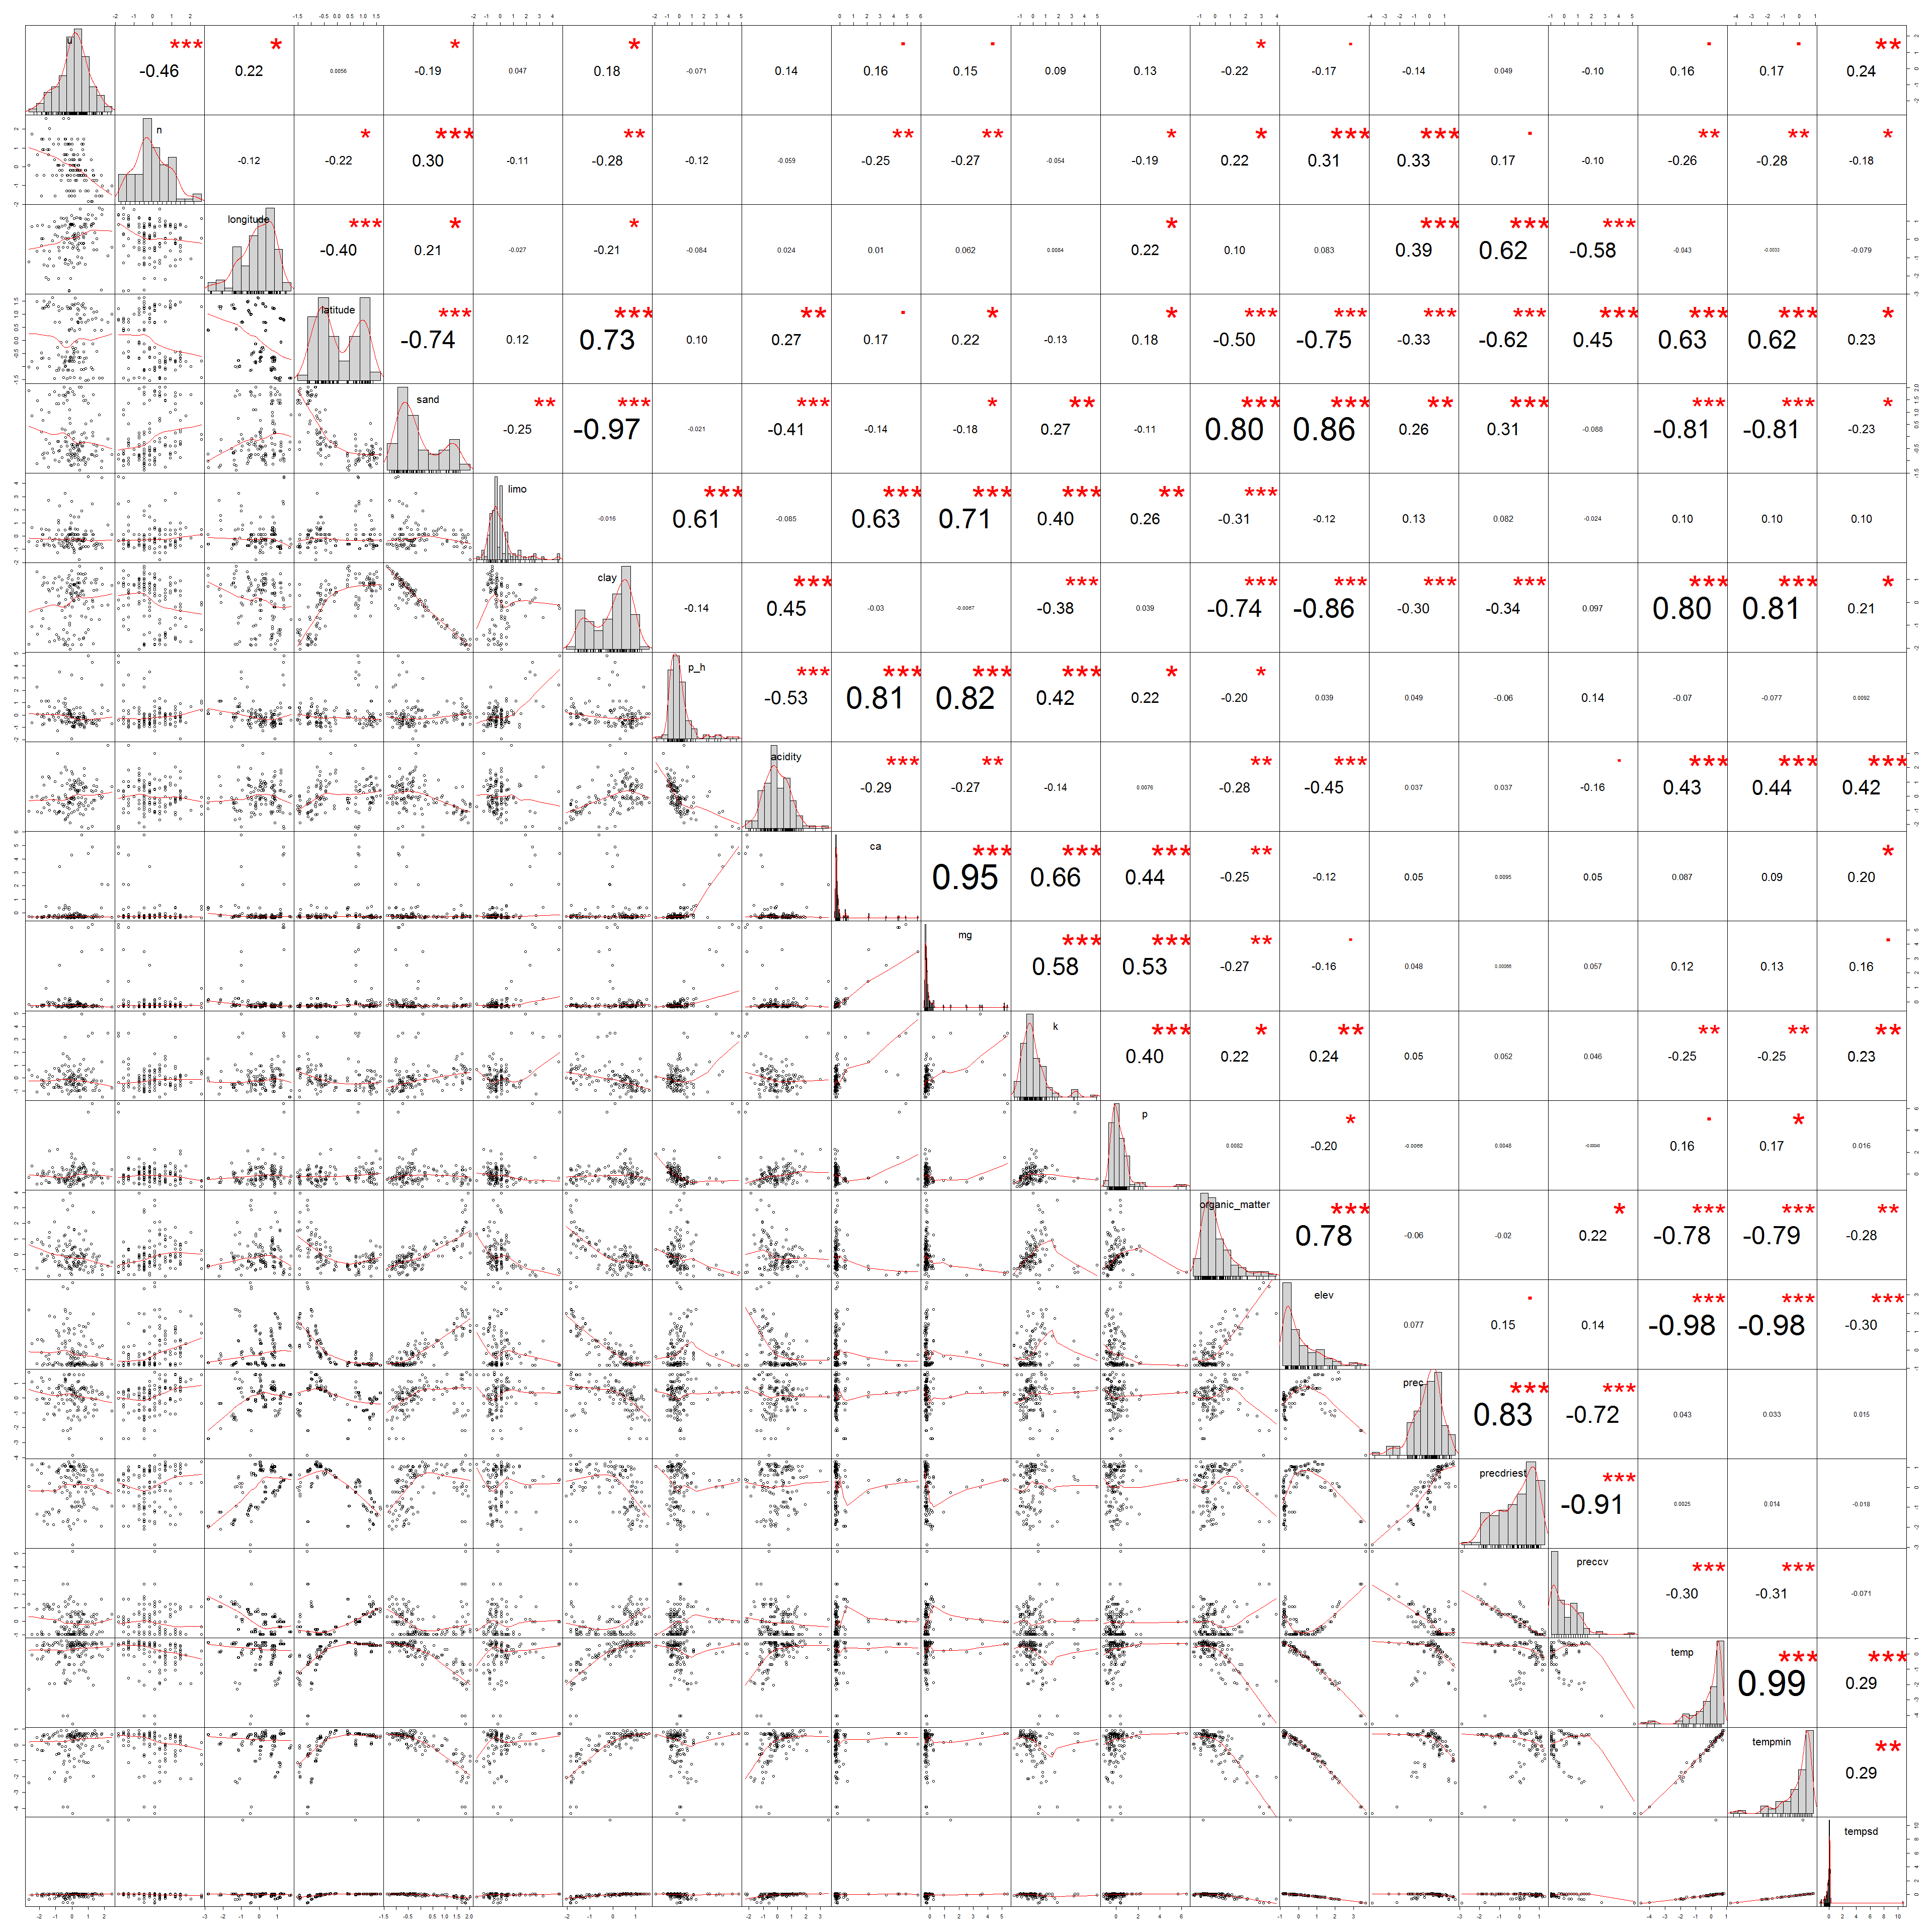 u *** -0.46 * 0.22 0.0056 * -0.19 0.047 * 0.18 -0.071 0.14 0.16 0.15 0.09 0.13 * -0.22 -0.17 -0.14 0.049 -0.10 0.16 0.17 ** 0.24
n -0.12 * -0.22 *** 0.30 -0.11 ** -0.28 -0.12 -0.059 ** -0.25 ** -0.27 -0.054 * -0.19 * 0.22 *** 0.31 *** 0.33 0.17 -0.10 ** -0.26 ** -0.28 * -0.18
longitude *** -0.40 * 0.21 -0.027 * -0.21 -0.084 0.024 0.01 0.062 0.0084 * 0.22 0.10 0.083 *** 0.39 *** 0.62 *** -0.58 -0.043 -0.079
latitude *** -0.74 0.12 *** 0.73 0.10 ** 0.27 0.17 * 0.22 -0.13 * 0.18 *** -0.50 *** -0.75 *** -0.33 *** -0.62 *** 0.45 *** 0.63 *** 0.62 * 0.23
sand ** -0.25 *** -0.97 -0.021 *** -0.41 -0.14 * -0.18 ** 0.27 -0.11 *** 0.80 *** 0.86 ** 0.26 *** 0.31 -0.088 *** -0.81 *** -0.81 * -0.23
limo -0.016 *** 0.61 -0.085 *** 0.63 *** 0.71 *** 0.40 ** 0.26 *** -0.31 -0.12 0.13 0.082 -0.024 0.10 0.10 0.10
clay -0.14 *** 0.45 -0.03 -0.0067 *** -0.38 0.039 *** -0.74 *** -0.86 *** -0.30 *** -0.34 0.097 *** 0.80 *** 0.81 * 0.21
p_h *** -0.53 *** 0.81 *** 0.82 *** 0.42 * 0.22 * -0.20 0.039 0.049 -0.06 0.14 -0.07 -0.077 0.0092
acidity *** -0.29 ** -0.27 -0.14 0.0076 ** -0.28 *** -0.45 0.037 0.037 -0.16 *** 0.43 *** 0.44 *** 0.42
ca *** 0.95 *** 0.66 *** 0.44 ** -0.25 -0.12 0.05 0.0095 0.05 0.087 0.09 * 0.20
mg *** 0.58 *** 0.53 ** -0.27 -0.16 0.048 0.057 0.12 0.13 0.16
k *** 0.40 * 0.22 ** 0.24 0.05 0.052 0.046 ** -0.25 ** -0.25 ** 0.23
p 0.0082 * -0.20 -0.0066 0.0048 0.16 * 0.17 0.016
organic_matter *** 0.78 -0.06 -0.02 * 0.22 *** -0.78 *** -0.79 ** -0.28
elev 0.077 0.15 0.14 *** -0.98 *** -0.98 *** -0.30
prec *** 0.83 *** -0.72 0.043 0.033 0.015
precdriest *** -0.91 0.0025 0.014 -0.018
preccv *** -0.30 *** -0.31 -0.071
temp *** 0.99 *** 0.29
tempmin ** 0.29
tempsd